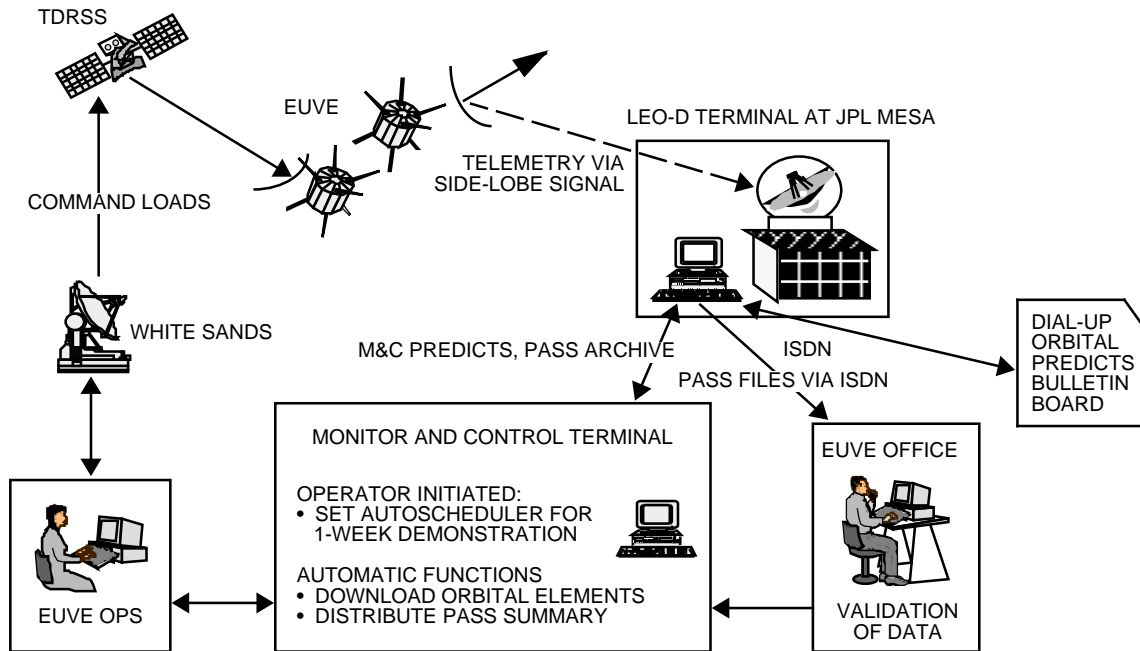 TDRSS
EUVE
LEO-D TERMINAL AT JPL MESA
TELEMETRY VIA
SIDE-LOBE SIGNAL
COMMAND LOADS
WHITE SANDS
M&C PREDICTS, PASS ARCHIVE
ISDN
PASS FILES VIA ISDN
DIAL-UP
ORBITAL
PREDICTS
BULLETIN
BOARD
MONITOR AND CONTROL TERMINAL
OPERATOR INITIATED:
• SET AUTOSCHEDULER FOR
1-WEEK DEMONSTRATION
AUTOMATIC FUNCTIONS
• DOWNLOAD ORBITAL ELEMENTS
• DISTRIBUTE PASS SUMMARY
EUVE OPS
EUVE OFFICE
VALIDATION
OF DATA